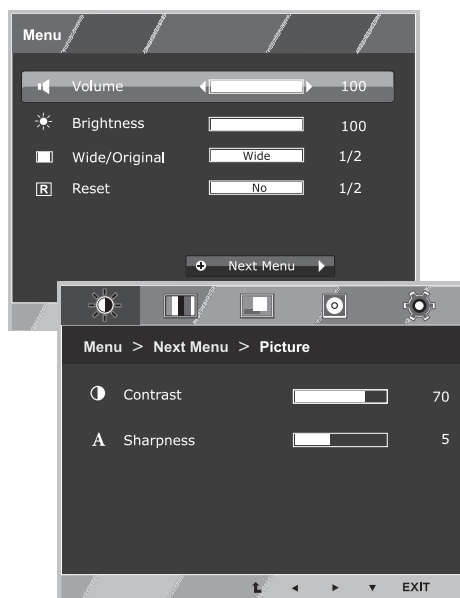 Menu
Volume 100
Brightness 100
Wide/Original Wide 1/2
R Reset No 1/2
Next Menu
Menu > Next Menu > Picture
Contrast 70
A Sharpness 5
EXIT